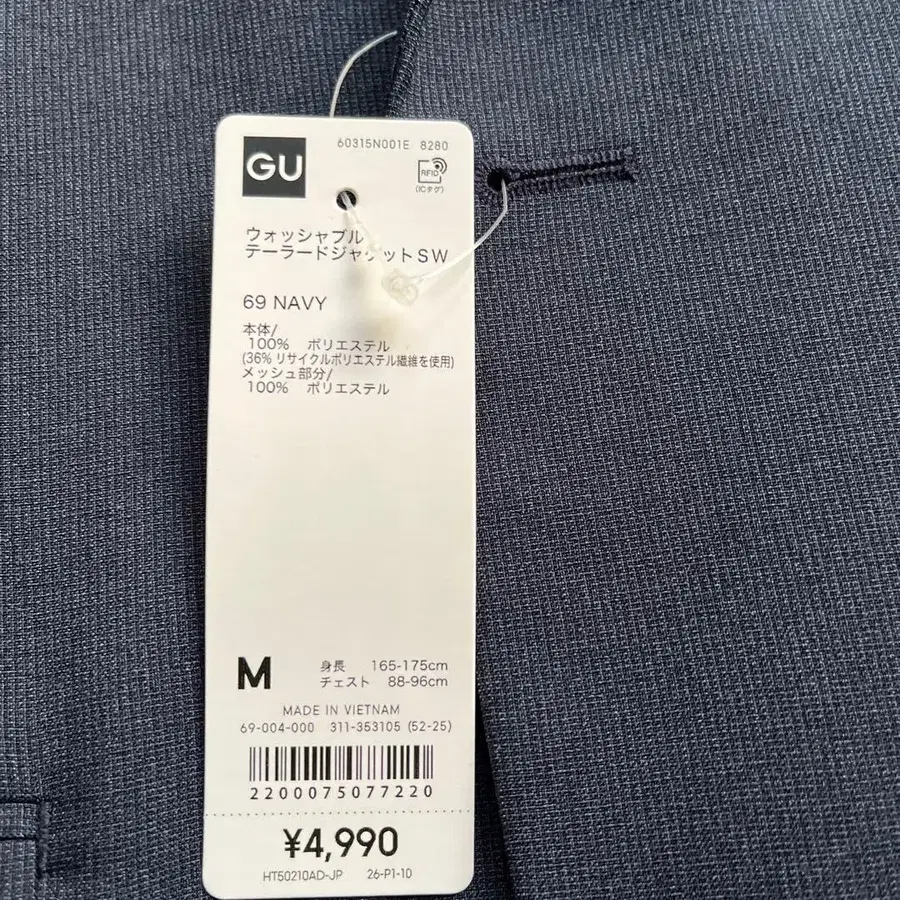 GU
60315N001E 8280
RFID
(ICタグ)
ウォッシャブル
テーラードジャケットSW
69 NAVY
本体/
100% ポリエステル
(36% リサイクルポリエステル繊維を使用)
メッシュ部分/
100% ポリエステル
M
身長 165-175cm
チェスト 88-96cm
MADE IN VIETNAM
69-004-000 311-353105 (52-25)
2200075077220
¥4,990
HT50210AD-JP 26-P1-10